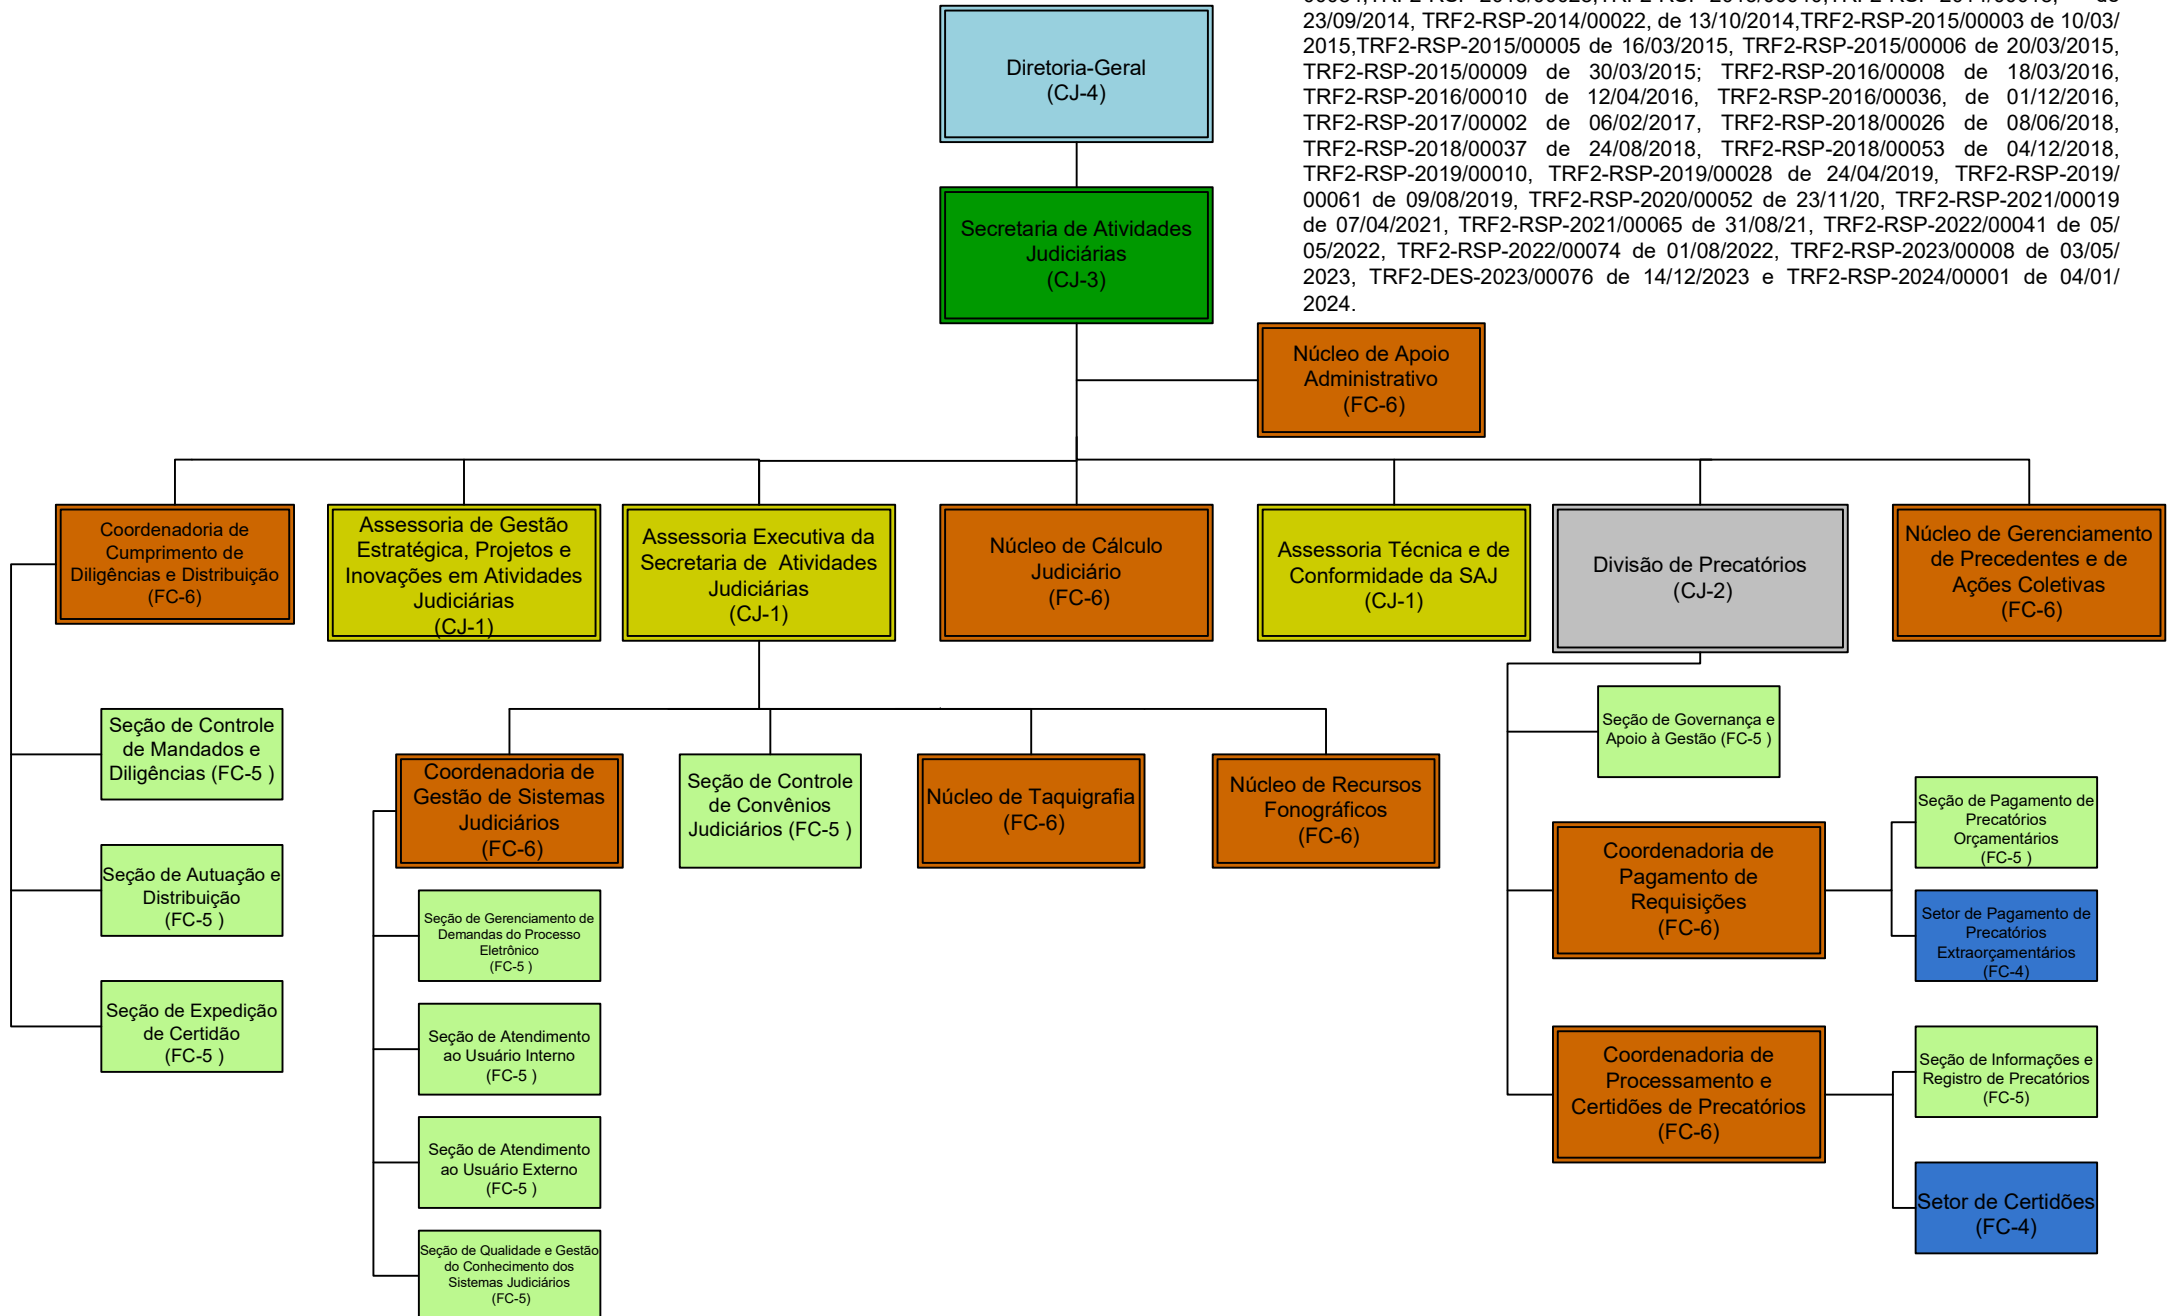 23/09/2014, TRF2-RSP-2014/00022, de 13/10/2014,TRF2-RSP-2015/00003 de 10/03/
2015,TRF2-RSP-2015/00005 de 16/03/2015, TRF2-RSP-2015/00006 de 20/03/2015,
TRF2-RSP-2015/00009 de 30/03/2015; TRF2-RSP-2016/00008 de 18/03/2016,
TRF2-RSP-2016/00010 de 12/04/2016, TRF2-RSP-2016/00036, de 01/12/2016,
TRF2-RSP-2017/00002 de 06/02/2017, TRF2-RSP-2018/00026 de 08/06/2018,
TRF2-RSP-2018/00037 de 24/08/2018, TRF2-RSP-2018/00053 de 04/12/2018,
TRF2-RSP-2019/00010, TRF2-RSP-2019/00028 de 24/04/2019, TRF2-RSP-2019/
00061 de 09/08/2019, TRF2-RSP-2020/00052 de 23/11/20, TRF2-RSP-2021/00019
de 07/04/2021, TRF2-RSP-2021/00065 de 31/08/21, TRF2-RSP-2022/00041 de 05/
05/2022, TRF2-RSP-2022/00074 de 01/08/2022, TRF2-RSP-2023/00008 de 03/05/
2023, TRF2-DES-2023/00076 de 14/12/2023 e TRF2-RSP-2024/00001 de 04/01/
2024.
Diretoria-Geral
(CJ-4)
Secretaria de Atividades
Judiciárias
(CJ-3)
Núcleo de Apoio
Administrativo
(FC-6)
Coordenadoria de
Cumprimento de
Diligências e Distribuição
(FC-6)
Assessoria de Gestão
Estratégica, Projetos e
Inovações em Atividades
Judiciárias
(CJ-1)
Assessoria Executiva da
Secretaria de Atividades
Judiciárias
(CJ-1)
Núcleo de Cálculo
Judiciário
(FC-6)
Assessoria Técnica e de
Conformidade da SAJ
(CJ-1)
Divisão de Precatórios
(CJ-2)
Núcleo de Gerenciamento
de Precedentes e de
Ações Coletivas
(FC-6)
Seção de Controle
de Mandados e
Diligências (FC-5 )
Seção de Autuação e
Distribuição
(FC-5 )
Seção de Expedição
de Certidão
(FC-5 )
Coordenadoria de
Gestão de Sistemas
Judiciários
(FC-6)
Seção de Controle
de Convênios
Judiciários (FC-5 )
Núcleo de Taquigrafia
(FC-6)
Núcleo de Recursos
Fonográficos
(FC-6)
Seção de Gerenciamento de
Demandas do Processo
Eletrônico
(FC-5 )
Seção de Atendimento
ao Usuário Interno
(FC-5 )
Seção de Atendimento
ao Usuário Externo
(FC-5 )
Seção de Qualidade e Gestão
do Conhecimento dos
Sistemas Judiciários
(FC-5)
Seção de Governança e
Apoio à Gestão (FC-5 )
Coordenadoria de
Pagamento de
Requisições
(FC-6)
Seção de Pagamento de
Precatórios
Orçamentários
(FC-5 )
Setor de Pagamento de
Precatórios
Extraorçamentários
(FC-4)
Coordenadoria de
Processamento e
Certidões de Precatórios
(FC-6)
Seção de Informações e
Registro de Precatórios
(FC-5)
Setor de Certidões
(FC-4)